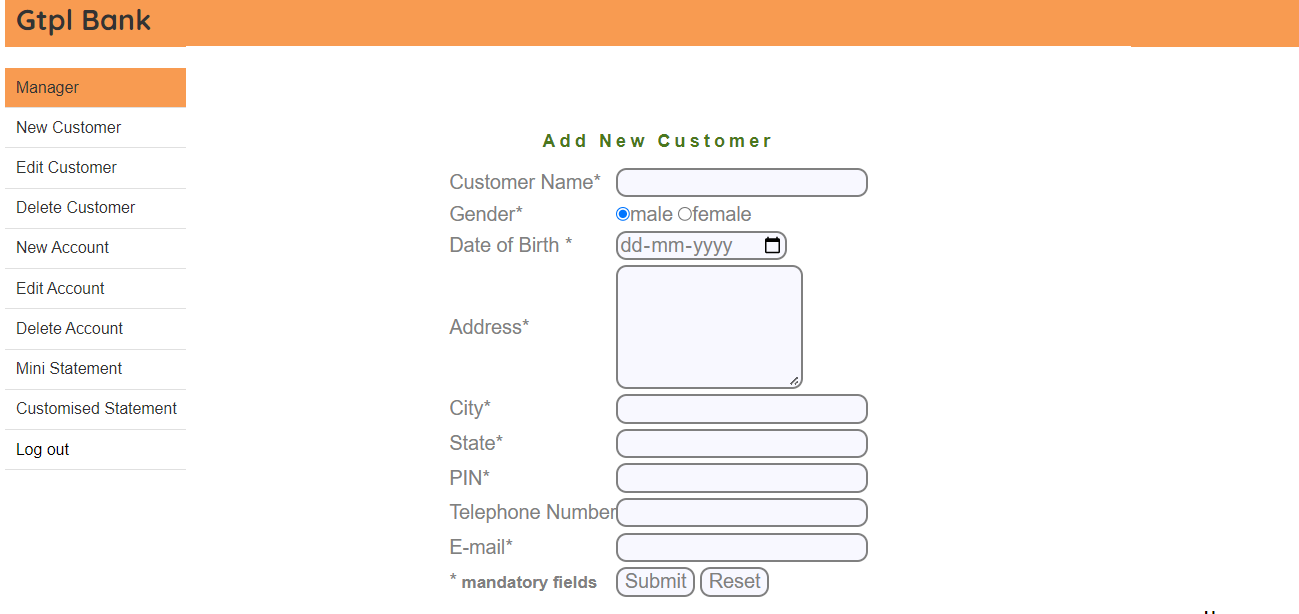 Gtpl Bank
Manager
New Customer
Edit Customer
Delete Customer
New Account
Edit Account
Delete Account
Mini Statement
Customised Statement
Log out
Add New Customer
Customer Name*
Gender* male female
Date of Birth * dd-mm-yyyy
Address*
City*
State*
PIN*
Telephone Number
E-mail*
* mandatory fields Submit Reset